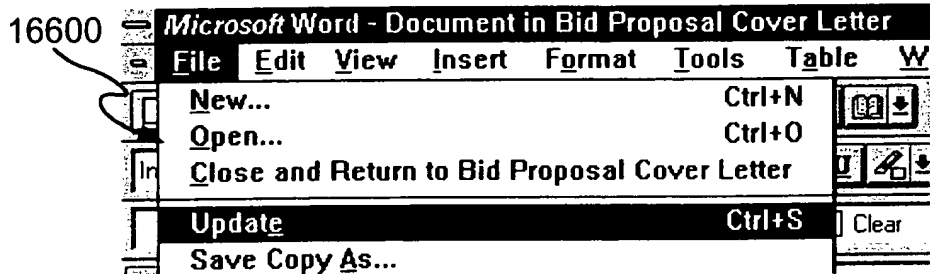 16600
Microsoft Word - Document in Bid Proposal Cover Letter
File Edit View Insert Format Tools Table W
New... Ctrl+N
Open... Ctrl+O
In Close and Return to Bid Proposal Cover Letter U
Update Ctrl+S Clear
Save Copy As...